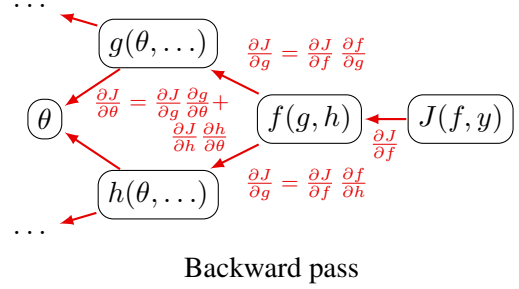 ...
g(θ, ...)
∂J/∂g = ∂J/∂f ∂f/∂g
∂J/∂θ = ∂J/∂g ∂g/∂θ +
∂J/∂h ∂h/∂θ
θ
f(g, h)
J(f, y)
∂J/∂f
h(θ, ...)
∂J/∂g = ∂J/∂f ∂f/∂h
...
Backward pass